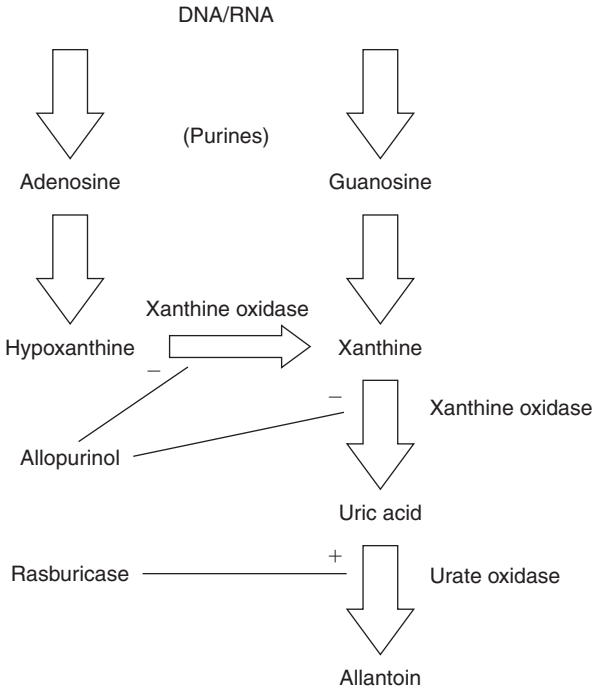 DNA/RNA
(Purines)
Adenosine
Guanosine
Xanthine oxidase
Hypoxanthine
Xanthine
−
−
Xanthine oxidase
Allopurinol
Uric acid
+
Rasburicase
Urate oxidase
Allantoin